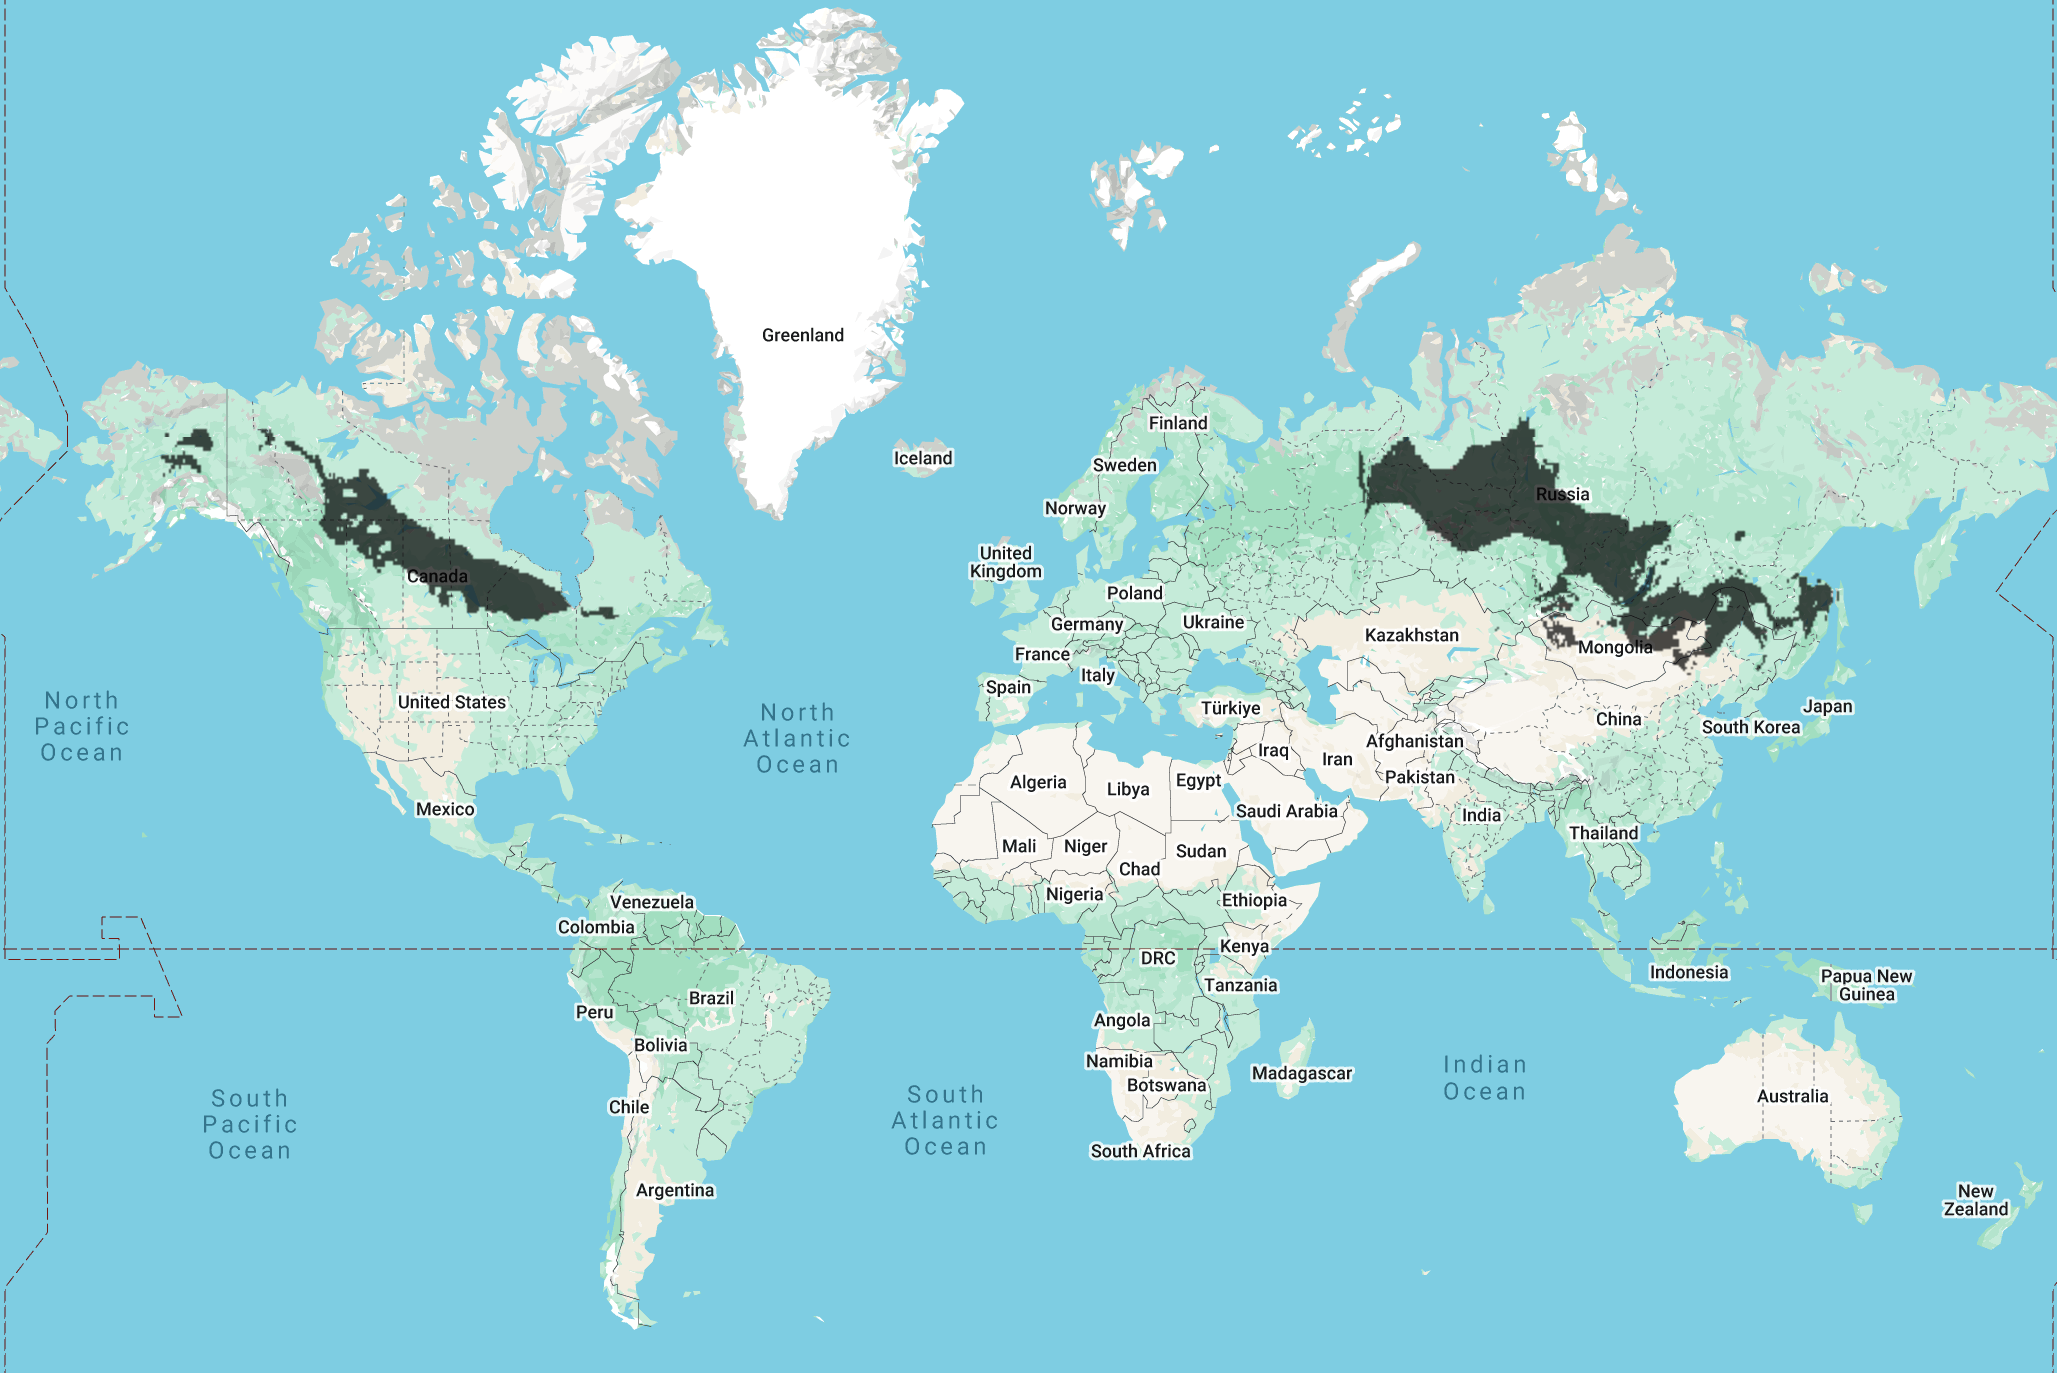 Greenland
Iceland
Finland
Sweden
Norway
Russia
United
Kingdom
Poland
Germany
Ukraine
France
Italy
Spain
Türkiye
Kazakhstan
Mongolia
Canada
United States
Mexico
North
Pacific
Ocean
North
Atlantic
Ocean
China
Japan
South Korea
Afghanistan
Iraq
Iran
Pakistan
Algeria
Libya
Egypt
Saudi Arabia
India
Thailand
Mali
Niger
Chad
Sudan
Nigeria
Ethiopia
Venezuela
Colombia
Kenya
DRC
Tanzania
Indonesia
Papua New
Guinea
Brazil
Peru
Bolivia
Angola
Namibia
Botswana
Madagascar
Indian
Ocean
Australia
Chile
South
Pacific
Ocean
South
Atlantic
Ocean
South Africa
Argentina
New
Zealand